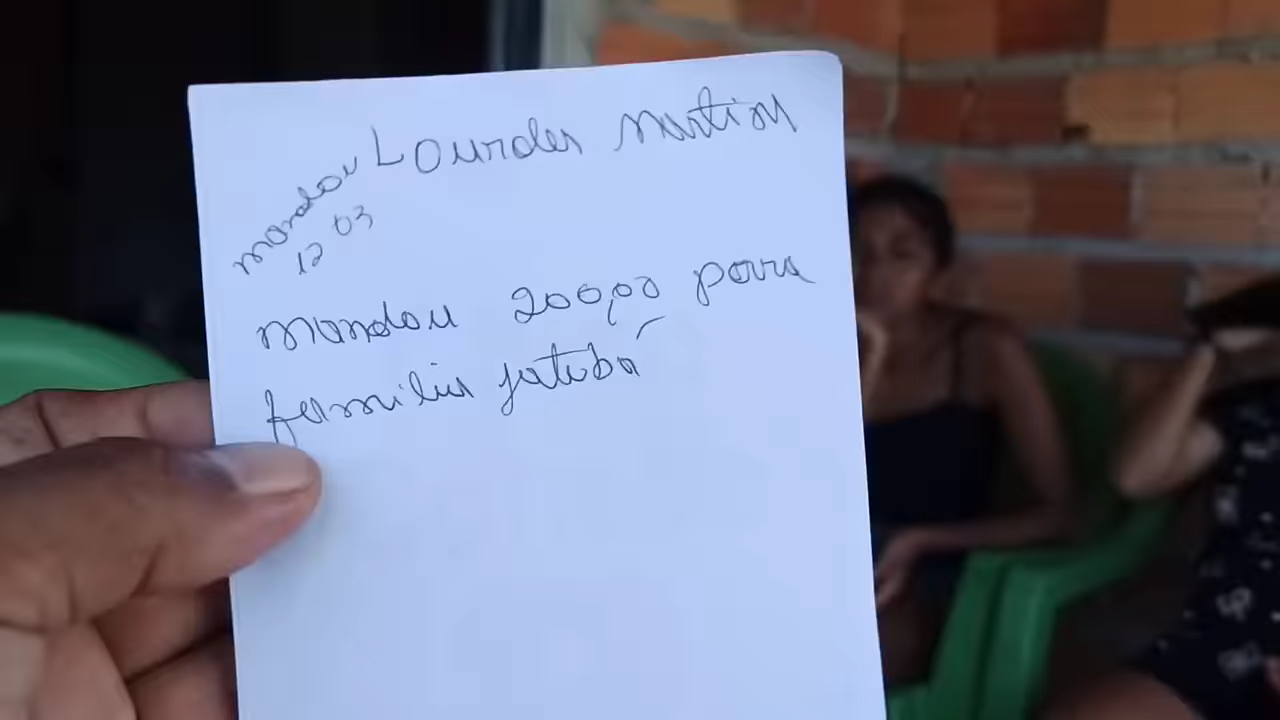 Lourdes Martins
mandou
12 03
mandou 200,00 para
familia jatobá